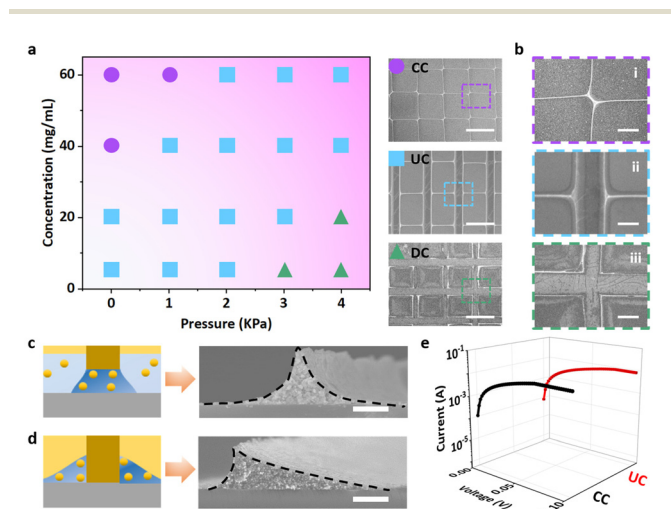 a
b
CC
i
UC
ii
DC
iii
60
40
20
0
Concentration (mg/mL)
0 1 2 3 4
Pressure (KPa)
c
d
e
10⁻¹
10⁻³
10⁻⁵
Current (A)
0.00
0.05
10
Voltage (V)
CC
UC